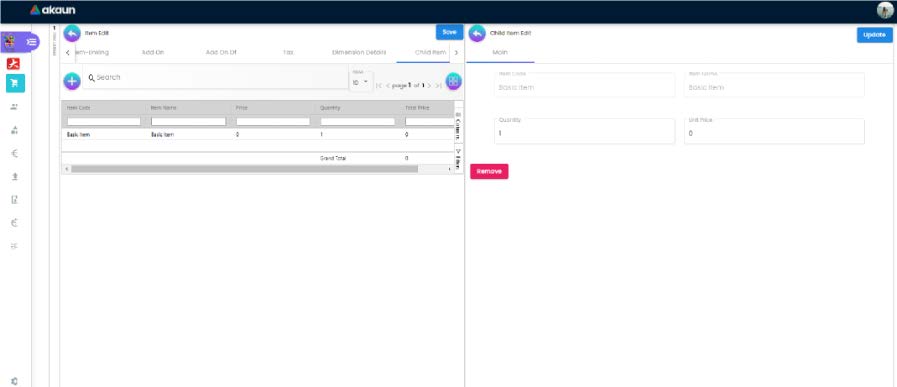 akaun
Item Edit
Save
Add On
Add On Of
Tax
Dimension Details
Child Item
Search
10
page 1 of 1
Item Code
Item Name
Price
Quantity
Total Price
Basic Item
Basic Item
0
1
0
Grand Total
0
Columns
Filters
Child Item Edit
Update
Main
Item Code
Basic Item
Item Name
Basic Item
Quantity
1
Unit Price
0
Remove